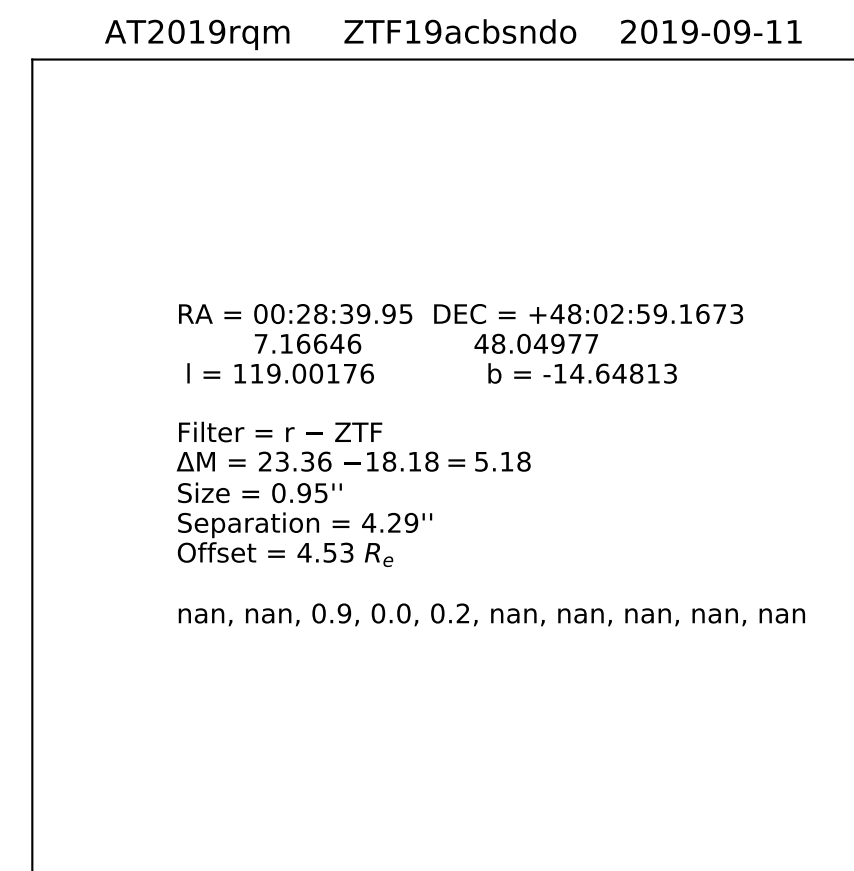 AT2019rqm ZTF19acbsndo 2019-09-11
RA = 00:28:39.95 DEC = +48:02:59.1673
7.16646 48.04977
l = 119.00176 b = -14.64813
Filter = r − ZTF
ΔM = 23.36 −18.18 = 5.18
Size = 0.95''
Separation = 4.29''
Offset = 4.53 Re
nan, nan, 0.9, 0.0, 0.2, nan, nan, nan, nan, nan